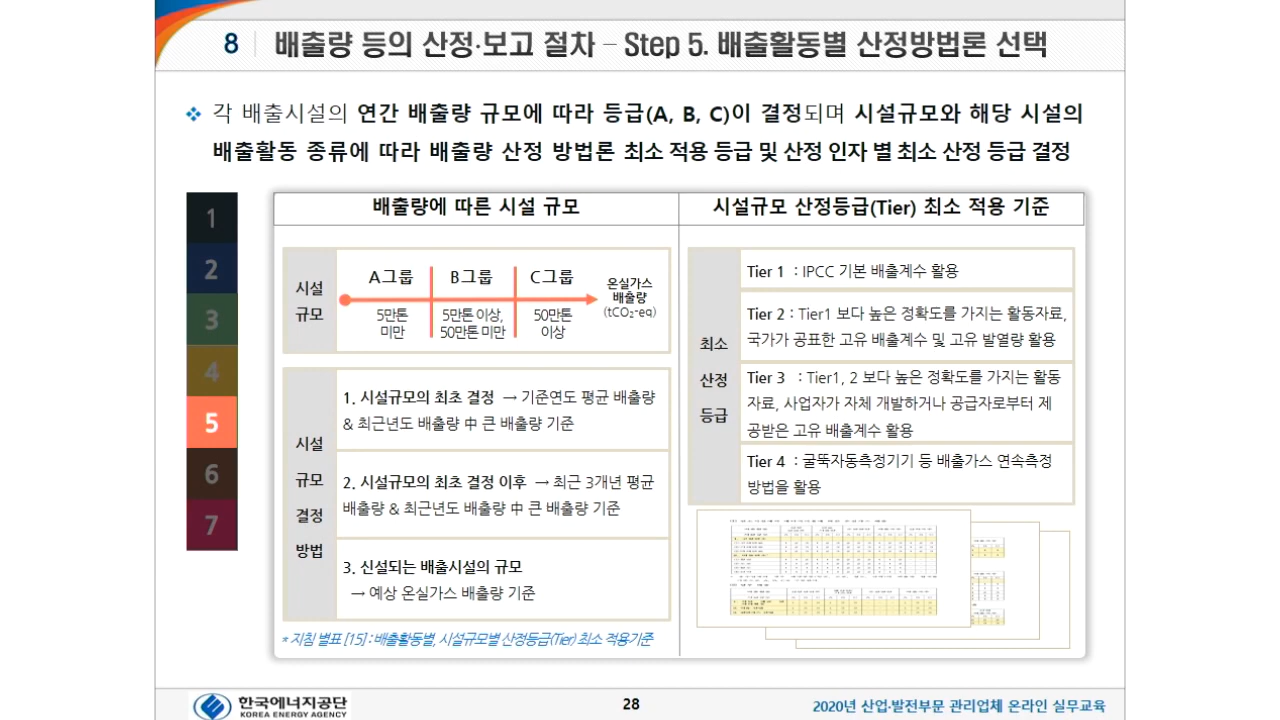 8 배출량 등의 산정·보고 절차 – Step 5. 배출활동별 산정방법론 선택
❖ 각 배출시설의 연간 배출량 규모에 따라 등급(A, B, C)이 결정되며 시설규모와 해당 시설의
배출활동 종류에 따라 배출량 산정 방법론 최소 적용 등급 및 산정 인자 별 최소 산정 등급 결정
1
2
3
4
5
6
7
배출량에 따른 시설 규모
시설
규모
A그룹 B그룹 C그룹
5만톤
미만
5만톤 이상,
50만톤 미만
50만톤
이상
온실가스
배출량
(tCO₂-eq)
시설
규모
결정
방법
1. 시설규모의 최초 결정 → 기준연도 평균 배출량
& 최근년도 배출량 中 큰 배출량 기준
2. 시설규모의 최초 결정 이후 → 최근 3개년 평균
배출량 & 최근년도 배출량 中 큰 배출량 기준
3. 신설되는 배출시설의 규모
→ 예상 온실가스 배출량 기준
* 지침 별표 [15] : 배출활동별, 시설규모별 산정등급(Tier) 최소 적용기준
시설규모 산정등급(Tier) 최소 적용 기준
최소
산정
등급
Tier 1 : IPCC 기본 배출계수 활용
Tier 2 : Tier1 보다 높은 정확도를 가지는 활동자료,
국가가 공표한 고유 배출계수 및 고유 발열량 활용
Tier 3 : Tier1, 2 보다 높은 정확도를 가지는 활동
자료, 사업자가 자체 개발하거나 공급자로부터 제
공받은 고유 배출계수 활용
Tier 4 : 굴뚝자동측정기기 등 배출가스 연속측정
방법을 활용
한국에너지공단
KOREA ENERGY AGENCY
28
2020년 산업·발전부문 관리업체 온라인 실무교육